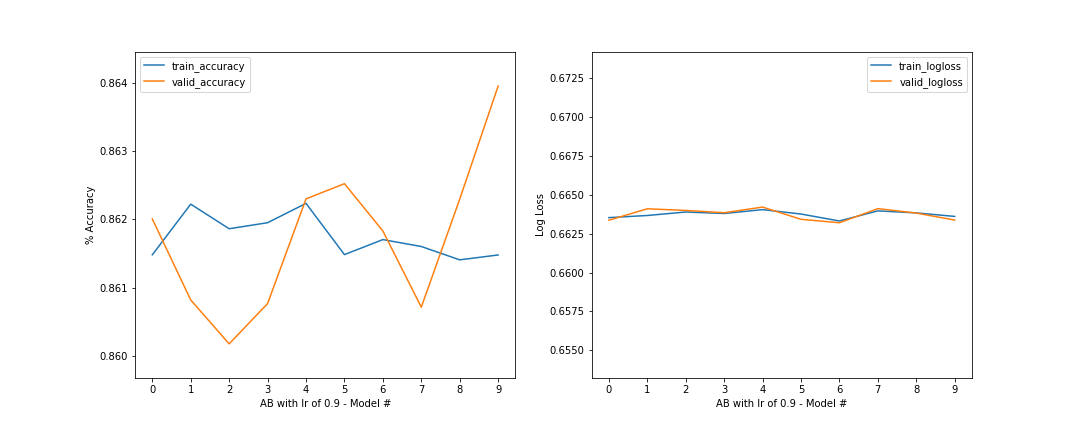 train_accuracy
valid_accuracy
0.864
0.863
0.862
0.861
0.860
% Accuracy
0 1 2 3 4 5 6 7 8 9
AB with lr of 0.9 - Model #
train_logloss
valid_logloss
0.6725
0.6700
0.6675
0.6650
0.6625
0.6600
0.6575
0.6550
Log Loss
0 1 2 3 4 5 6 7 8 9
AB with lr of 0.9 - Model #